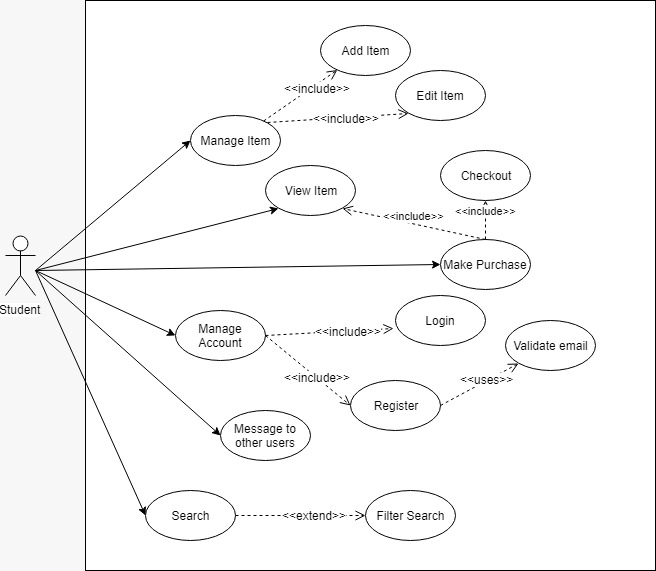 Add Item
<<include>>
Edit Item
<<include>>
Manage Item
Checkout
View Item
<<include>>
<<include>>
Make Purchase
Student
Manage
Account
<<include>>
Login
Validate email
<<include>>
<<uses>>
Register
Message to
other users
Search
<<extend>>
Filter Search